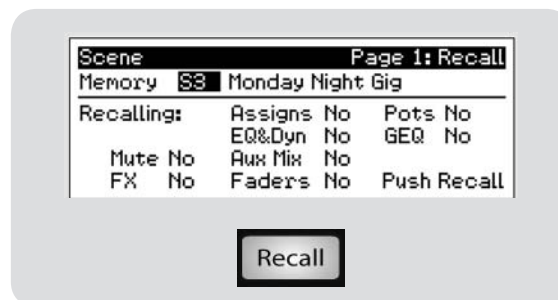 Scene Page 1: Recall
Memory S3 Monday Night Gig
Recalling: Assigns No Pots No
EQ&Dyn No GEQ No
Mute No Aux Mix No
FX No Faders No Push Recall
Recall